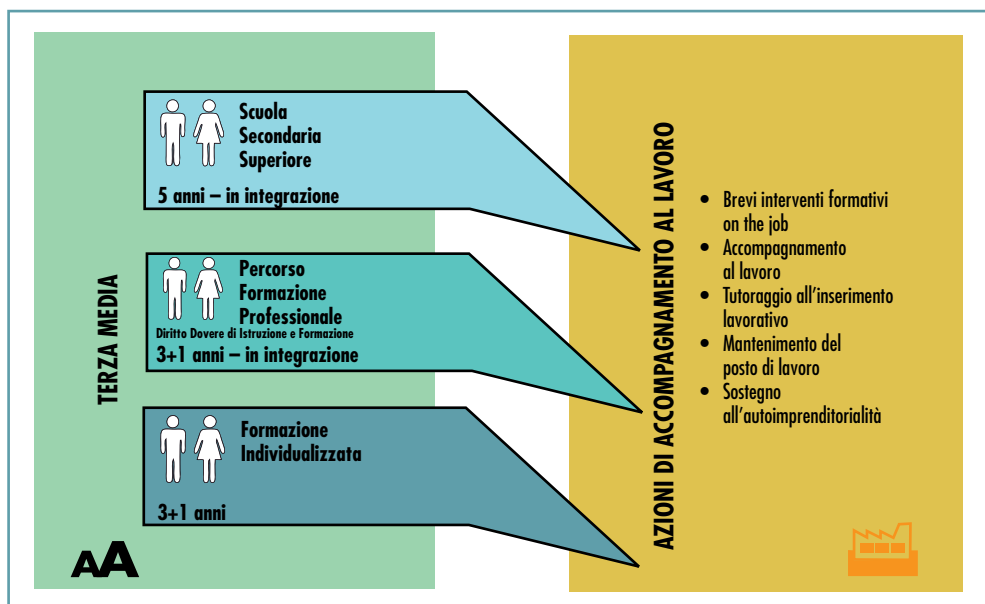 TERZA MEDIA
Scuola
Secondaria
Superiore
5 anni – in integrazione
Percorso
Formazione
Professionale
Diritto Dovere di Istruzione e Formazione
3+1 anni – in integrazione
Formazione
Individualizzata
3+1 anni
AA
AZIONI DI ACCOMPAGNAMENTO AL LAVORO
• Brevi interventi formativi
on the job
• Accompagnamento
al lavoro
• Tutoraggio all'inserimento
lavorativo
• Mantenimento del
posto di lavoro
• Sostegno
all'autoimprenditorialità